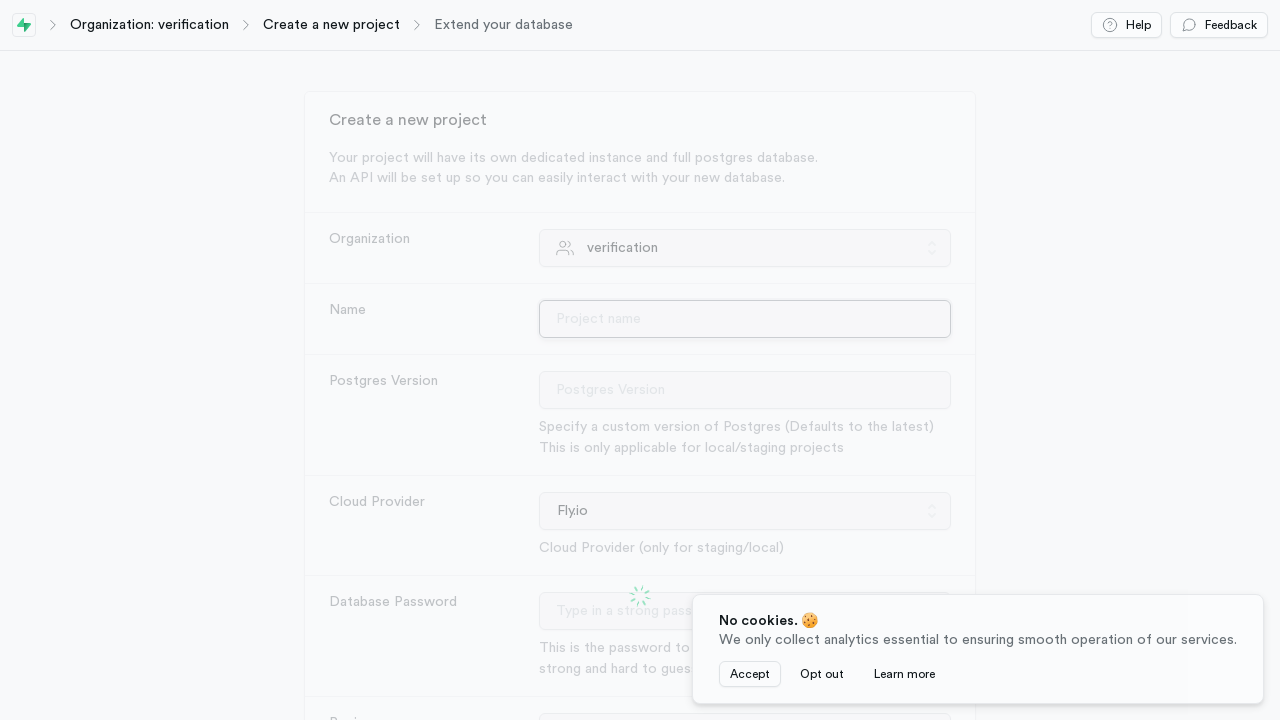 Organization: verification
Create a new project
Extend your database
Help
Feedback
Create a new project
Your project will have its own dedicated instance and full postgres database.
An API will be set up so you can easily interact with your new database.
Organization
verification
Name
Project name
Postgres Version
Postgres Version
Specify a custom version of Postgres (Defaults to the latest)
This is only applicable for local/staging projects
Cloud Provider
Fly.io
Cloud Provider (only for staging/local)
Database Password
Type in a strong pass
This is the password to
strong and hard to gues
No cookies. 🍪
We only collect analytics essential to ensuring smooth operation of our services.
Accept
Opt out
Learn more